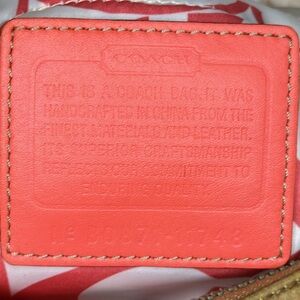 COACH
THIS IS A COACH BAG. IT WAS
HANDCRAFTED IN CHINA FROM THE
FINEST MATERIALS AND LEATHER.
ITS SUPERIOR CRAFTSMANSHIP
REFLECTS OUR COMMITMENT TO
ENDURING QUALITY.